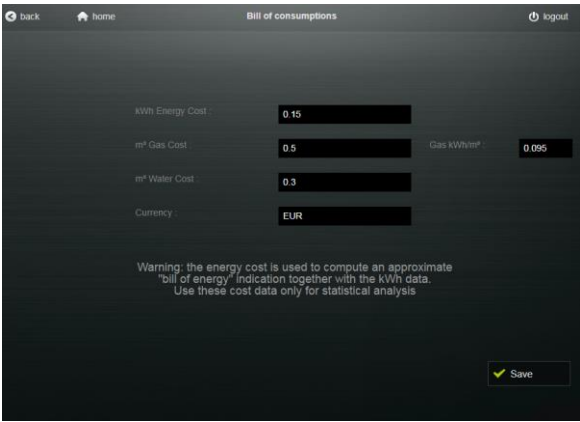 back home Bill of consumptions logout
kWh Energy Cost : 0.15
m³ Gas Cost : 0.5 Gas kWh/m³ : 0.095
m³ Water Cost : 0.3
Currency : EUR
Warning: the energy cost is used to compute an approximate
"bill of energy" indication together with the kWh data.
Use these cost data only for statistical analysis
Save